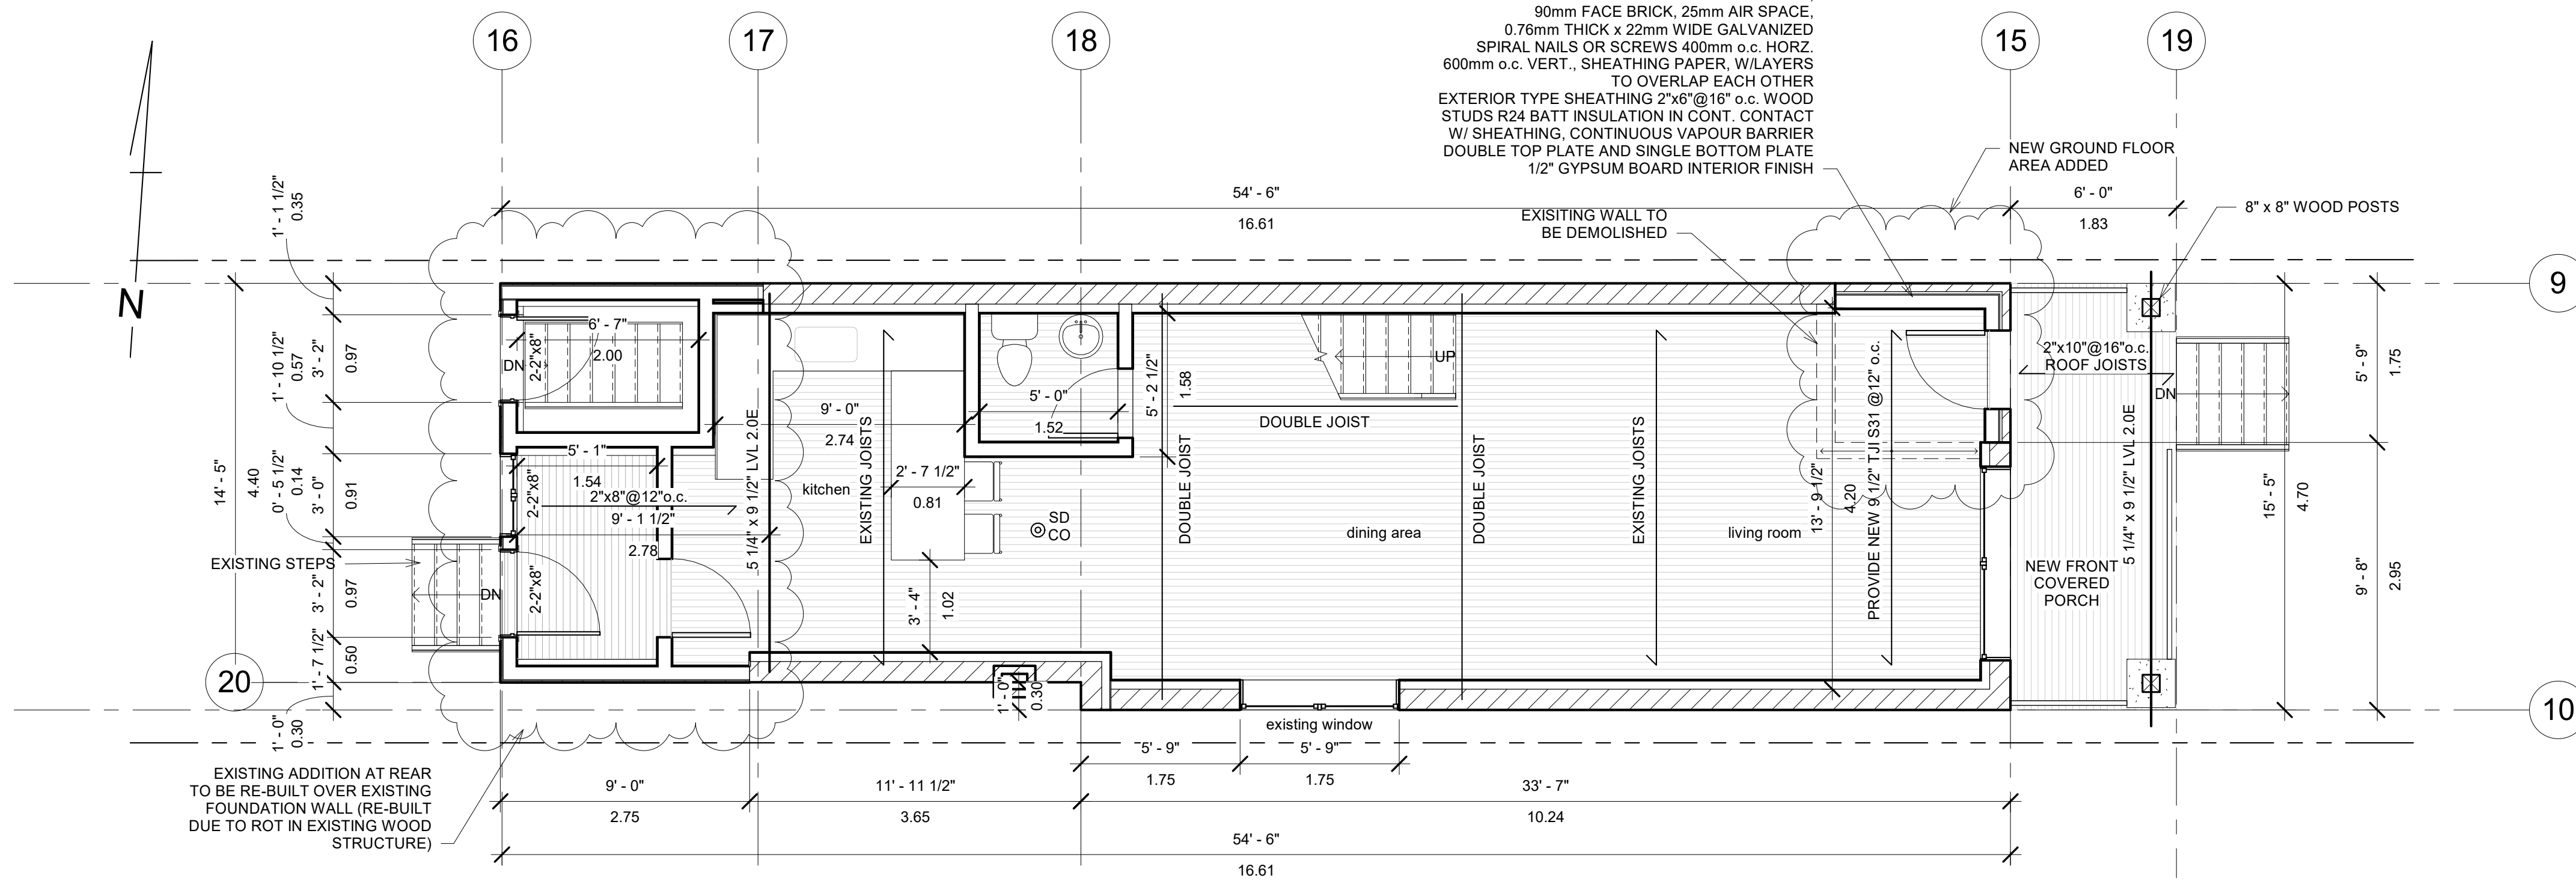 16
17
18
15
19
90mm FACE BRICK, 25mm AIR SPACE,
0.76mm THICK x 22mm WIDE GALVANIZED
SPIRAL NAILS OR SCREWS 400mm o.c. HORZ.
600mm o.c. VERT., SHEATHING PAPER, W/LAYERS
TO OVERLAP EACH OTHER
EXTERIOR TYPE SHEATHING 2"x6"@16" o.c. WOOD
STUDS R24 BATT INSULATION IN CONT. CONTACT
W/ SHEATHING, CONTINUOUS VAPOUR BARRIER
DOUBLE TOP PLATE AND SINGLE BOTTOM PLATE
1/2" GYPSUM BOARD INTERIOR FINISH
NEW GROUND FLOOR
AREA ADDED
54' - 6"
16.61
6' - 0"
1.83
8" x 8" WOOD POSTS
EXISITING WALL TO
BE DEMOLISHED
N
9
1' - 1 1/2"
0.35
1' - 10 1/2"
0.57
3' - 2"
0.97
14' - 5"
4.40
0' - 5 1/2"
0.14
3' - 0"
0.91
EXISTING STEPS
3' - 2"
0.97
1' - 7 1/2"
0.50
20
1' - 0"
0.30
DN
2-2"x8"
6' - 7"
2.00
5' - 1"
1.54
2-2"x8"
2"x8"@12"o.c.
9' - 1 1/2"
2.78
DN
2-2"x8"
5 1/4" x 9 1/2" LVL 2.0E
9' - 0"
2.74
EXISTING JOISTS
kitchen
2' - 7 1/2"
0.81
3' - 4"
1.02
5' - 0"
1.52
5' - 2 1/2"
1.58
SD
CO
1' - 0"
0.30
DOUBLE JOIST
UP
DOUBLE JOIST
DOUBLE JOIST
dining area
EXISTING JOISTS
living room
13' - 9 1/2"
4.20
PROVIDE NEW 9 1/2" TJI S31 @12" o.c.
2"x10"@16"o.c.
ROOF JOISTS
DN
5 1/4" x 9 1/2" LVL 2.0E
NEW FRONT
COVERED
PORCH
5' - 9"
1.75
15' - 5"
4.70
9' - 8"
2.95
10
existing window
5' - 9"
1.75
5' - 9"
1.75
EXISTING ADDITION AT REAR
TO BE RE-BUILT OVER EXISTING
FOUNDATION WALL (RE-BUILT
DUE TO ROT IN EXISTING WOOD
STRUCTURE)
9' - 0"
2.75
11' - 11 1/2"
3.65
33' - 7"
10.24
54' - 6"
16.61